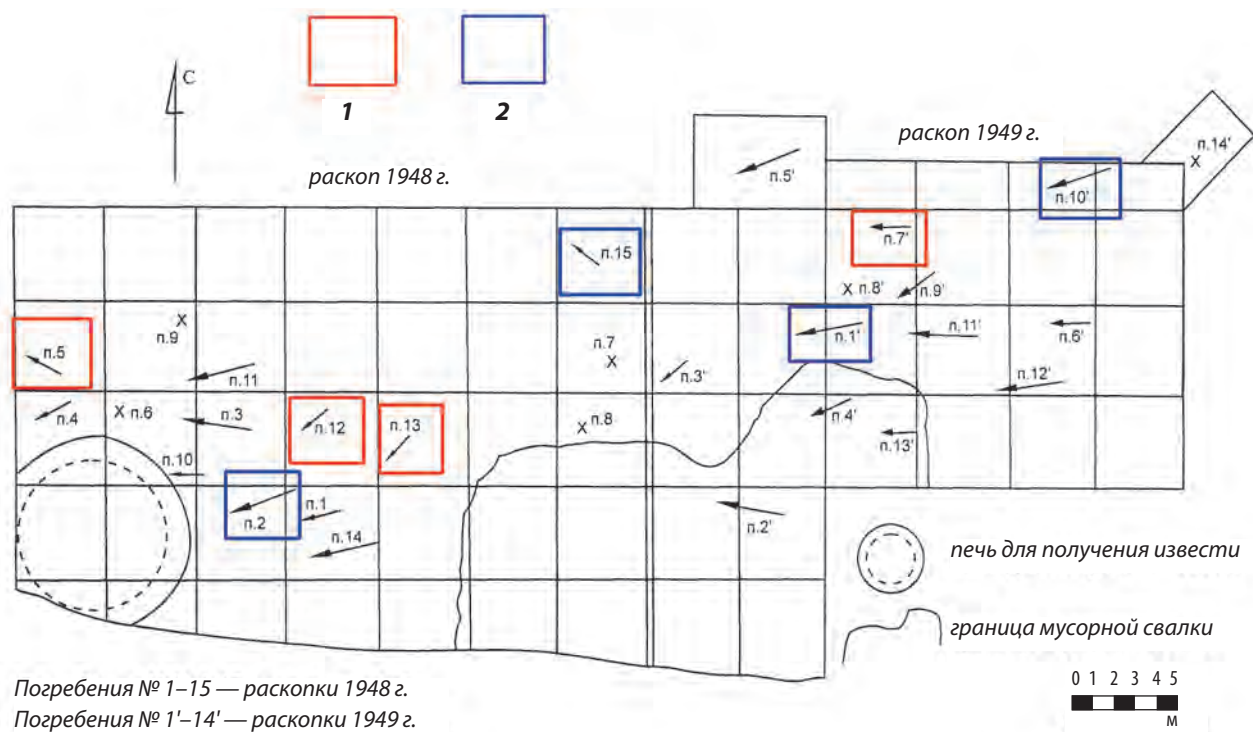 С
1
2
раскоп 1948 г.
раскоп 1949 г.
п.14'
п.5'
п.10'
п.15
п.7'
п.8'
п.9'
п.5
п.9
п.7
п.1'
п.11'
п.6'
п.11
п.3'
п.12'
п.4
п.6
п.3
п.12
п.13
п.8
п.4'
п.13'
п.10
п.2
п.1
п.14
п.2'
печь для получения извести
граница мусорной свалки
0 1 2 3 4 5
м
Погребения № 1–15 — раскопки 1948 г.
Погребения № 1'–14' — раскопки 1949 г.